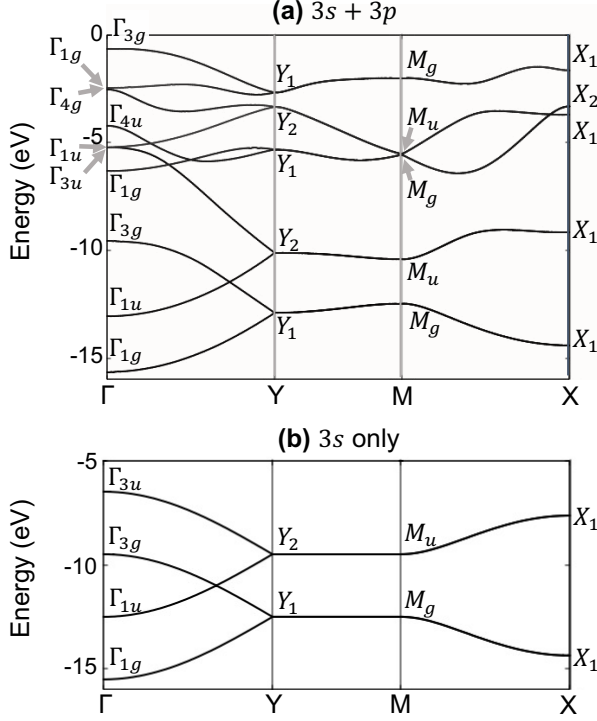 (a) 3s + 3p
Energy (eV)
0
-5
-10
-15
Γ3g
Γ1g
Γ4g
Γ4u
Γ1u
Γ3u
Γ1g
Γ3g
Γ1u
Γ1g
Y1
Y2
Y1
Y2
Y1
Mg
Mu
Mg
Mu
Mg
X1
X2
X1
X1
X1
Γ Y M X
(b) 3s only
Energy (eV)
-5
-10
-15
Γ3u
Γ3g
Γ1u
Γ1g
Y2
Y1
Mu
Mg
X1
X1
Γ Y M X